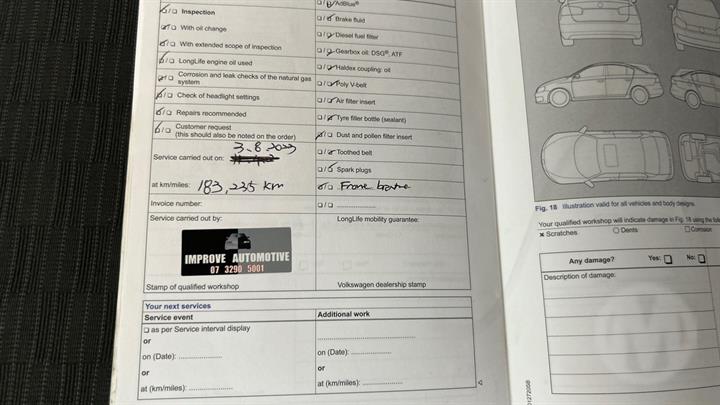 ☐/☐ Inspection
☐/☐ With oil change
☐/☐ With extended scope of inspection
☐/☐ LongLife engine oil used
☐/☐ Corrosion and leak checks of the natural gas
system
☐/☐ Check of headlight settings
☐/☐ Repairs recommended
☐/☐ Customer request
(this should also be noted on the order)
Service carried out on: 3.8.2023
at km/miles: 183,235 km
Invoice number:
Service carried out by:
IMPROVE AUTOMOTIVE
07 3290 5001
Stamp of qualified workshop
☐/☐ AdBlue®
☐/☐ Brake fluid
☐/☐ Diesel fuel filter
☐/☐ Gearbox oil: DSG®, ATF
☐/☐ Haldex coupling: oil
☐/☐ Poly V-belt
☐/☐ Air filter insert
☐/☐ Tyre filler bottle (sealant)
☐/☐ Dust and pollen filter insert
☐/☐ Toothed belt
☐/☐ Spark plugs
☐/☐ Front brake
☐/☐ ....................
LongLife mobility guarantee:
Volkswagen dealership stamp
Your next services
Service event
☐ as per Service interval display
or
on (Date): ....................
or
at (km/miles): ....................
Additional work
........................................
on (Date): ....................
or
at (km/miles): ....................
Fig. 18 Illustration valid for all vehicles and body designs.
Your qualified workshop will indicate damage in Fig. 18 using the
× Scratches
○ Dents
☐ Corrosion
Any damage? Yes: ☐ No: ☐
Description of damage: